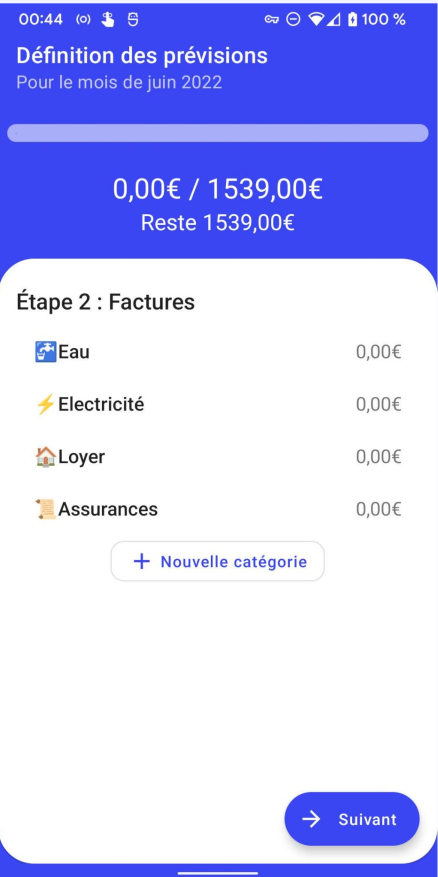 00:44 100 %
Définition des prévisions
Pour le mois de juin 2022
0,00€ / 1539,00€
Reste 1539,00€
Étape 2 : Factures
Eau 0,00€
Electricité 0,00€
Loyer 0,00€
Assurances 0,00€
+ Nouvelle catégorie
→ Suivant